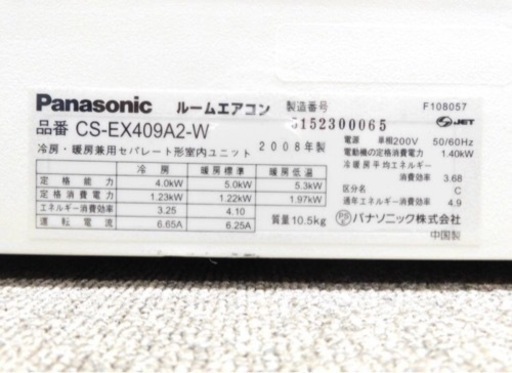 Panasonic ルームエアコン 製造番号 F108057
品番 CS-EX409A2-W 5152300065 JET
冷房・暖房兼用セパレート形室内ユニット 2008年製
電源 単相200V 50/60Hz
電動機の定格消費電力 1.40kW
冷暖房平均エネルギー
消費効率 3.68
区分名 C
通年エネルギー消費効率 4.9
冷房 暖房標準 暖房低温
定格能力 4.0kW 5.0kW 5.3kW
定格消費電力 1.23kW 1.22kW 1.97kW
エネルギー消費効率 3.25 4.10
運転電流 6.65A 6.25A
質量10.5kg
パナソニック株式会社
中国製